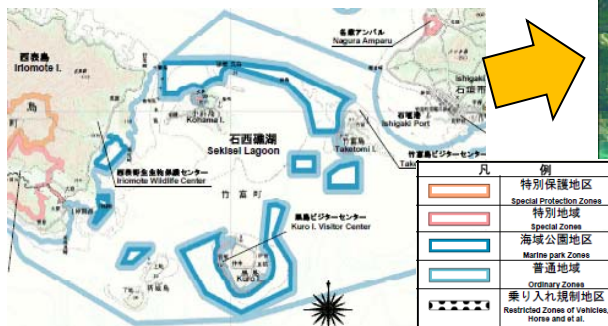 名蔵アンパル
Nagura Amparu
西表島
Iriomote I.
石垣市
Ishigaki
石垣港
Ishigaki Port
Kohama I.
石西礁湖
Sekisei Lagoon
竹富島
Taketomi I.
竹富島ビジターセンター
Take
西表野生生物保護センター
Iriomote Wildlife Center
竹富町
黒島ビジターセンター
Kuro I. Visitor Center
Kuro I.
凡 例
特別保護地区
Special Protection Zones
特別地域
Special Zones
海域公園地区
Marine park Zones
普通地域
Ordinary Zones
乗り入れ規制地区
Restricted Zones of Vehicles,
Horse and et al.